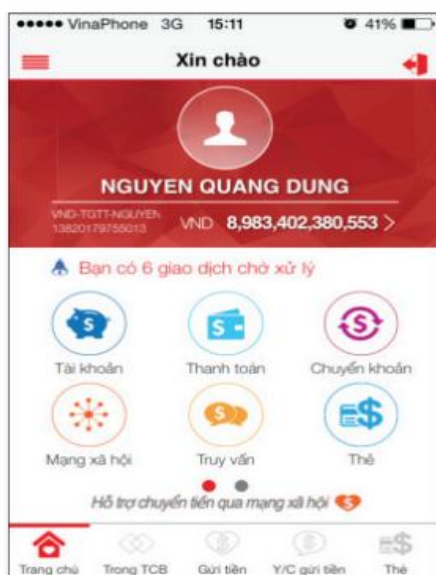 VinaPhone 3G 15:11 41%
Xin chào
NGUYEN QUANG DUNG
VND-TGTT-NGUYEN
13820179755013
VND 8,983,402,380,553 >
Bạn có 6 giao dịch chờ xử lý
Tài khoản Thanh toán Chuyển khoản
Mạng xã hội Truy vấn Thẻ
Hỗ trợ chuyển tiền qua mạng xã hội
Trang chủ Trong TCB Gửi tiền Y/C gửi tiền Thẻ